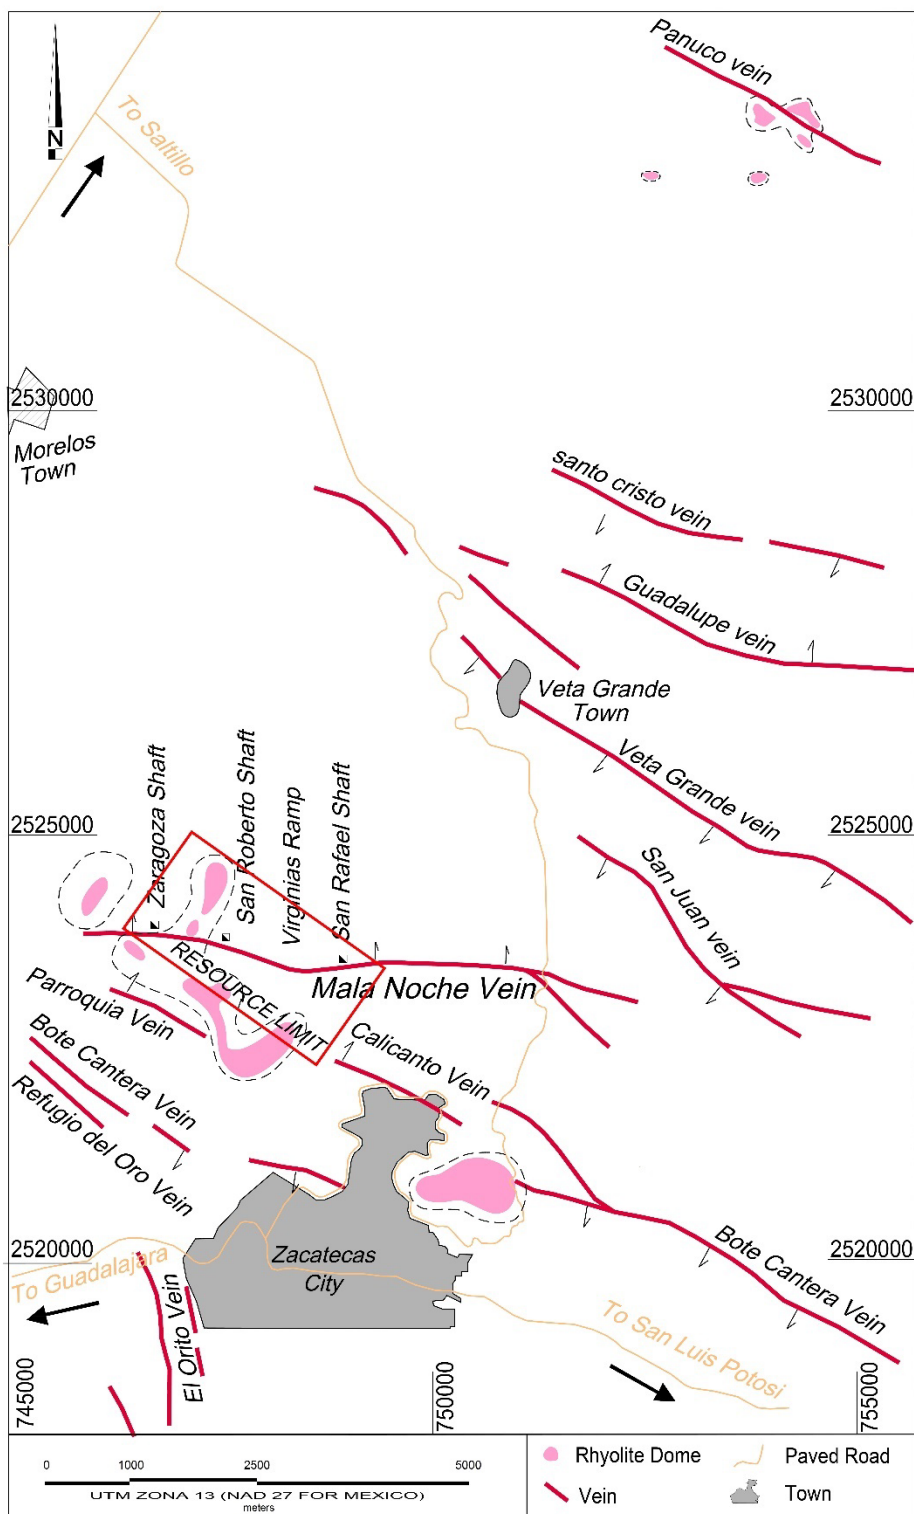 Panuco vein
To Saltillo
N
2530000
2530000
Morelos
Town
santo cristo vein
Guadalupe vein
Veta Grande
Town
Veta Grande vein
2525000
2525000
Zaragoza Shaft
San Roberto Shaft
Virginias Ramp
San Rafael Shaft
San Juan vein
RESOURCE LIMIT
Mala Noche Vein
Parroquia Vein
Bote Cantera Vein
Refugio del Oro Vein
Calicanto Vein
2520000
2520000
To Guadalajara
Zacatecas
City
Bote Cantera Vein
El Orito Vein
To San Luis Potosi
745000
750000
755000
0 1000 2500 5000
UTM ZONA 13 (NAD 27 FOR MEXICO)
meters
Rhyolite Dome
Paved Road
Vein
Town